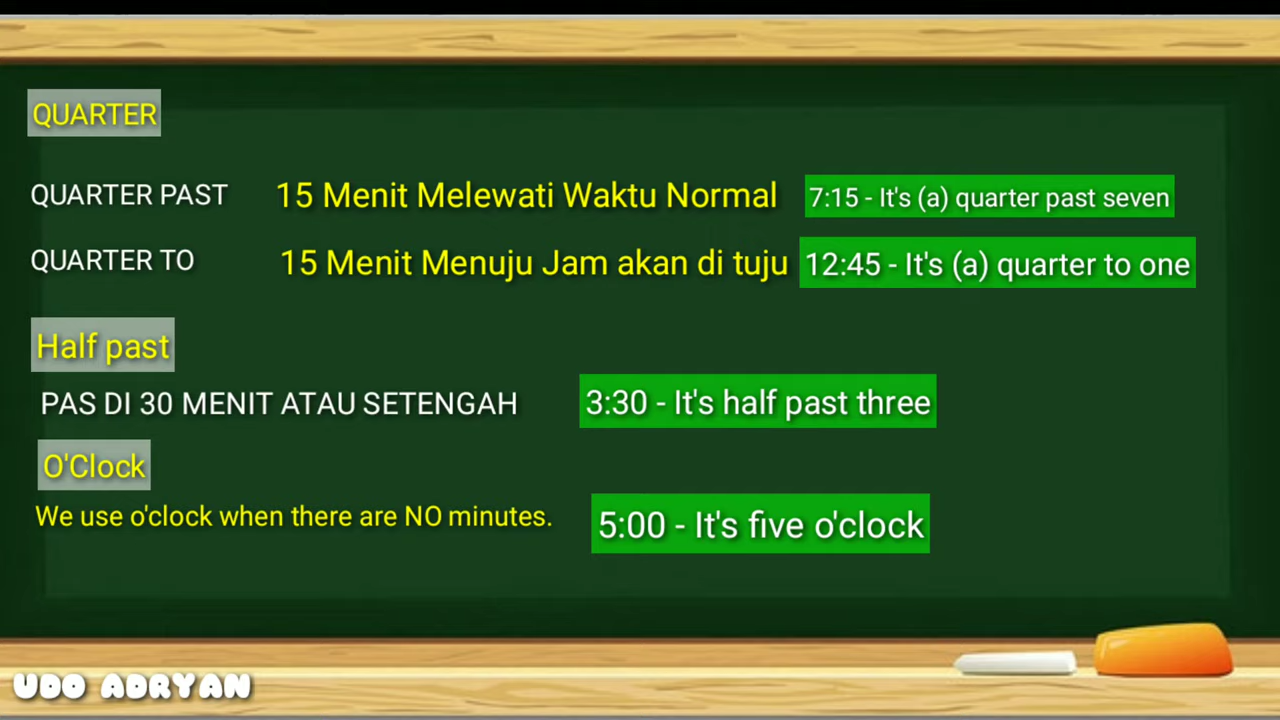 QUARTER
QUARTER PAST 15 Menit Melewati Waktu Normal 7:15 - It's (a) quarter past seven
QUARTER TO 15 Menit Menuju Jam akan di tuju 12:45 - It's (a) quarter to one
Half past
PAS DI 30 MENIT ATAU SETENGAH 3:30 - It's half past three
O'Clock
We use o'clock when there are NO minutes. 5:00 - It's five o'clock
UDO ADRYAN